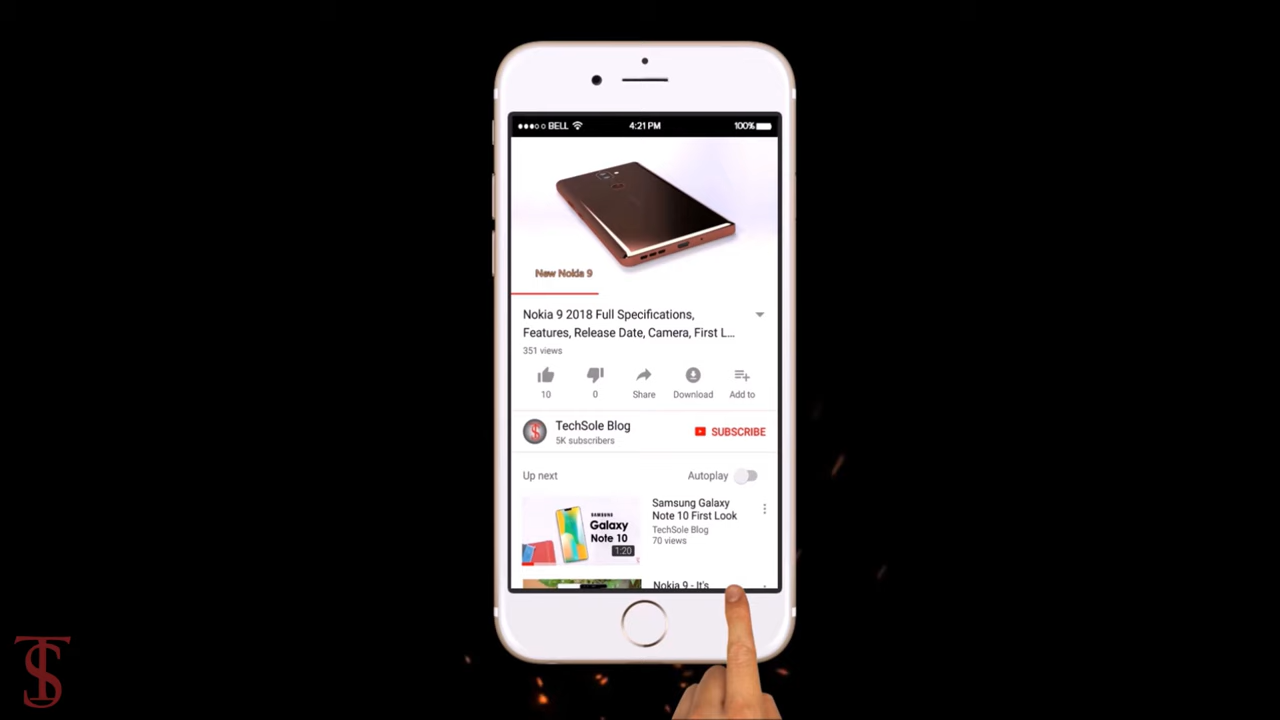 BELL
4:21 PM
100%
New Nokia 9
Nokia 9 2018 Full Specifications,
Features, Release Date, Camera, First L...
351 views
10
0
Share
Download
Add to
TechSole Blog
5K subscribers
SUBSCRIBE
Up next
Autoplay
SAMSUNG
Galaxy
Note 10
1:20
Samsung Galaxy
Note 10 First Look
TechSole Blog
70 views
Nokia 9 - It's
TS